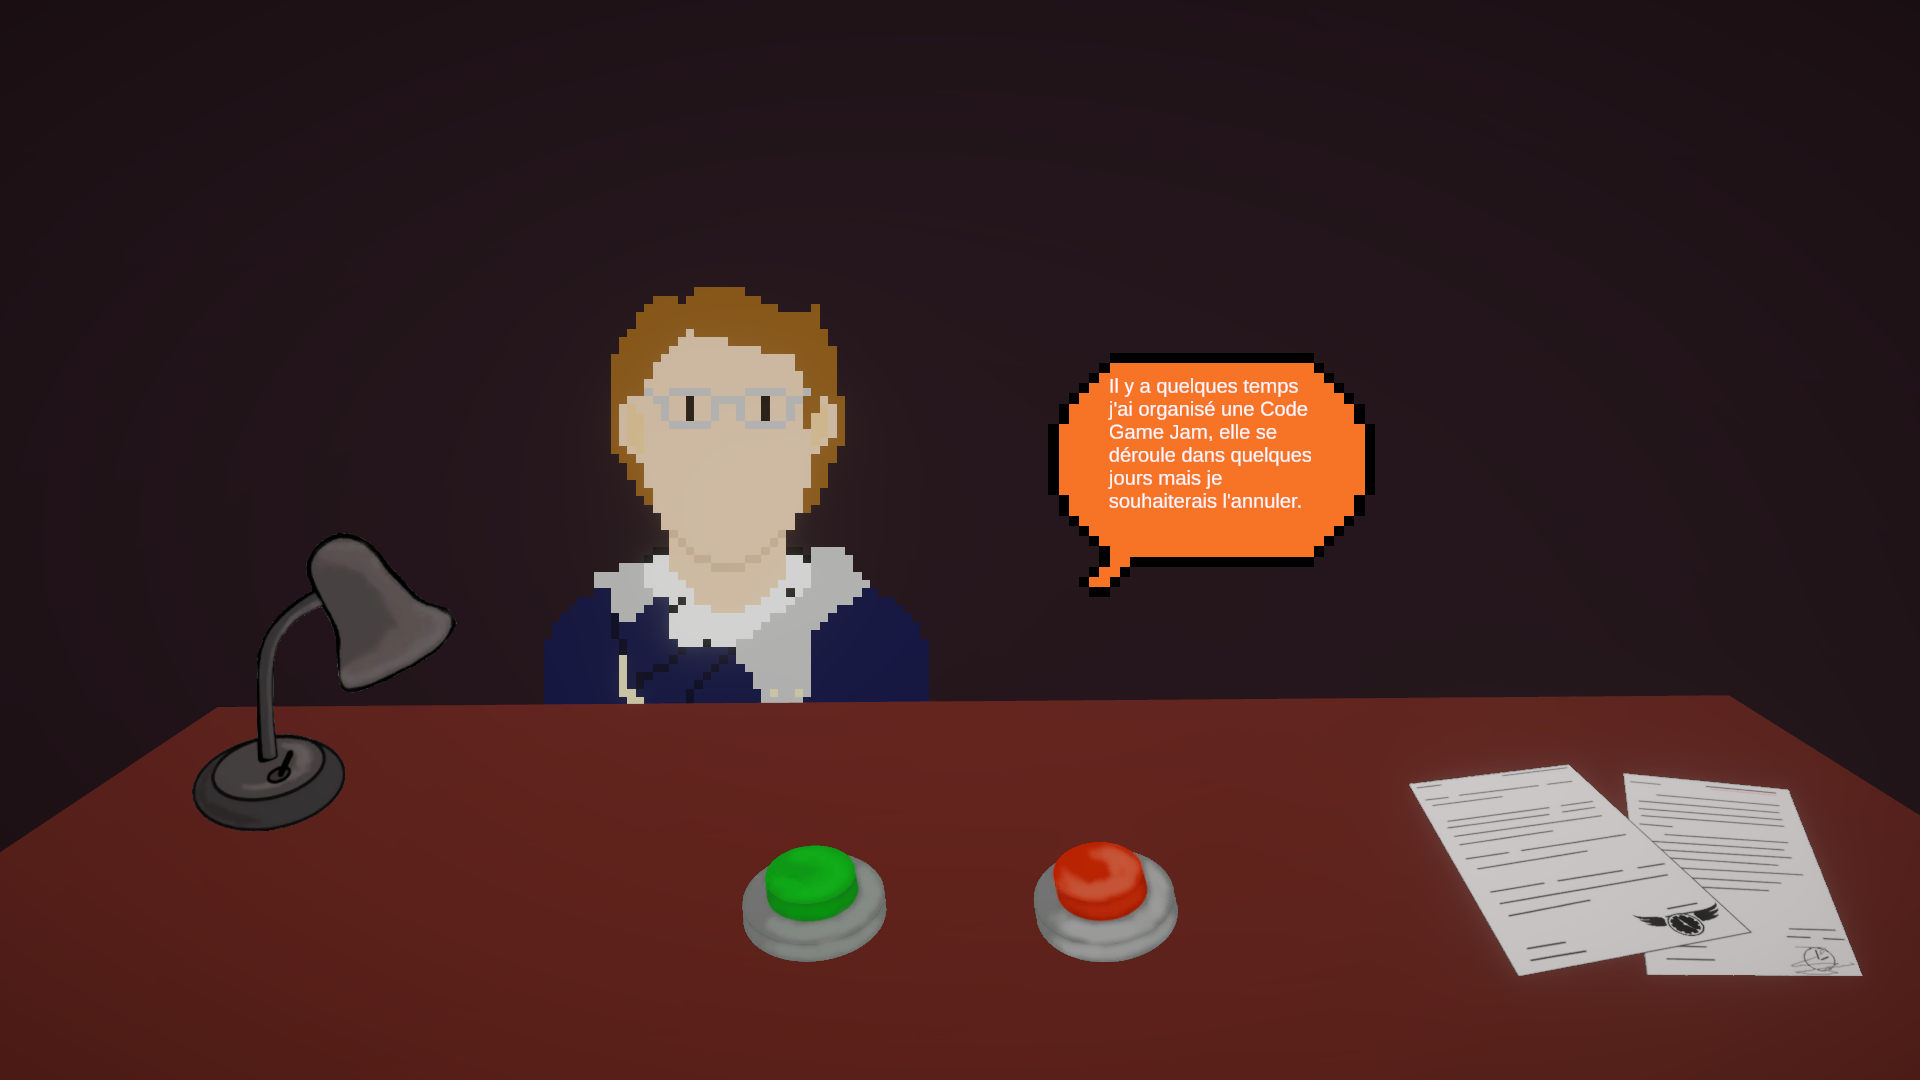 Il y a quelques temps
j'ai organisé une Code
Game Jam, elle se
déroule dans quelques
jours mais je
souhaiterais l'annuler.